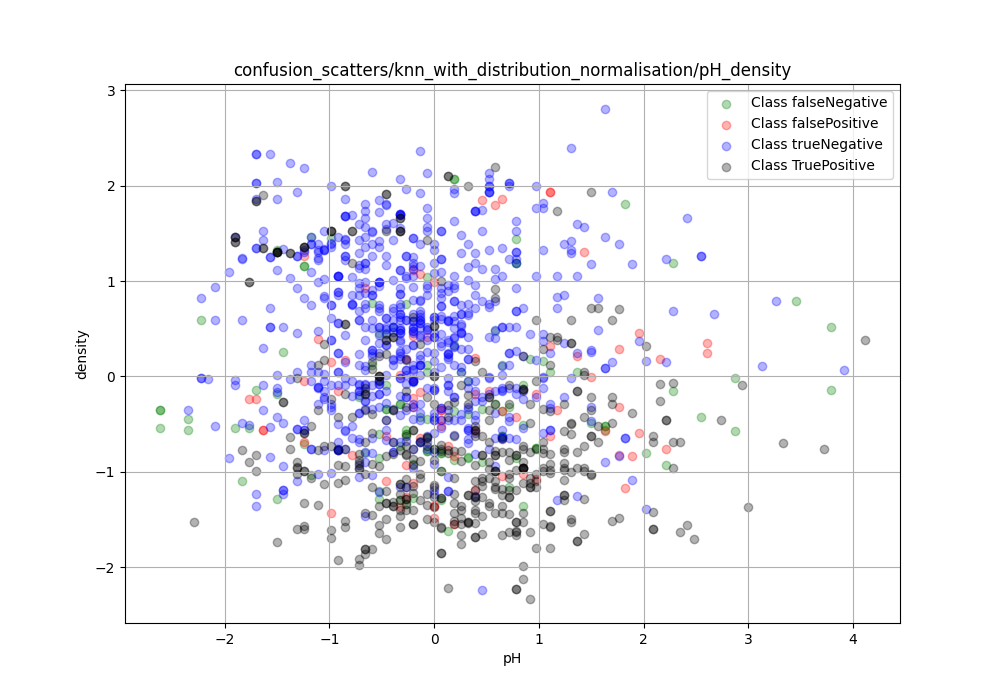 confusion_scatters/knn_with_distribution_normalisation/pH_density
Class falseNegative
Class falsePositive
Class trueNegative
Class TruePositive
3
2
1
0
−1
−2
density
−2 −1 0 1 2 3 4
pH